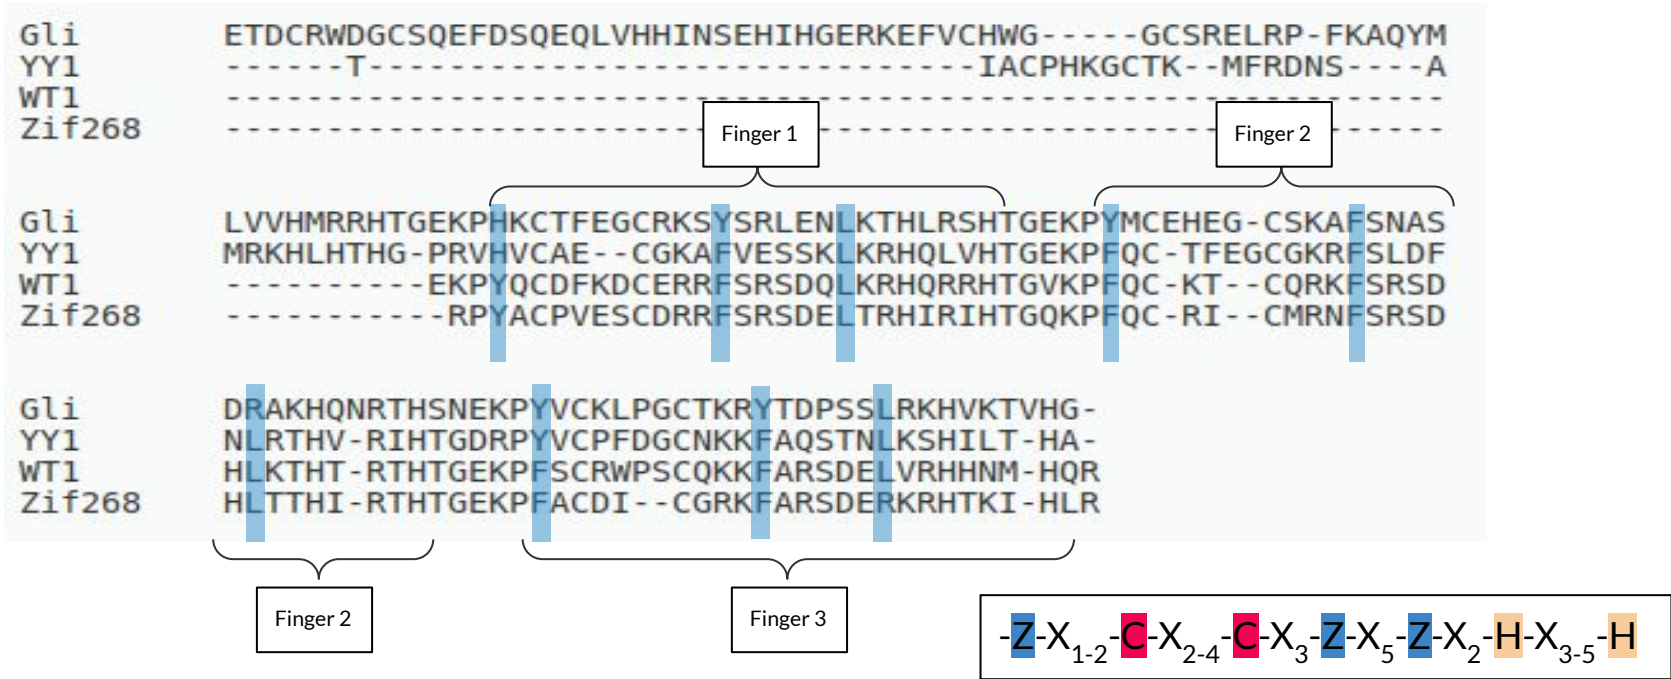 Gli ETDCRWDGCSQEFDSQEQLVHHINSEHIHGERKEFVCHWG-----GCSRELRP-FKAQYM
YY1 ------T------------------------------IACPHKGCTK--MFRDNS----A
WT1 ------------------------------------------------------------
Zif268 ------------------------ Finger 1 -------------------- Finger 2 ------
Gli LVVHMRRHTGEKPHKCTFEGCRKSYSRLENLKTHLRSHTGEKPYMCEHEG-CSKAFSNAS
YY1 MRKHLHTHG-PRVHVCAE--CGKAFVESSKLKRHQLVHTGEKPFQC-TFEGCGKRFSLDF
WT1 ----------EKPYQCDFKDCERRFSRSDQLKRHQRRHTGVKPFQC-KT--CQRKFSRSD
Zif268 -----------RPYACPVESCDRRFSRSDELTRHIRIHTGQKPFQC-RI--CMRNFSRSD
Gli DRAKHQNRTHSNEKPYVCKLPGCTKRYTDPSSLRKHVKTVHG-
YY1 NLRTHV-RIHTGDRPYVCPFDGCNKKFAQSTNLKSHILT-HA-
WT1 HLKTHT-RTHTGEKPFSCRWPSCQKKFARSDELVRHHNM-HQR
Zif268 HLTTHI-RTHTGEKPFACDI--CGRKFARSDERKRHTKI-HLR
Finger 2 Finger 3
-Z-X1-2-C-X2-4-C-X3-Z-X5-Z-X2-H-X3-5-H